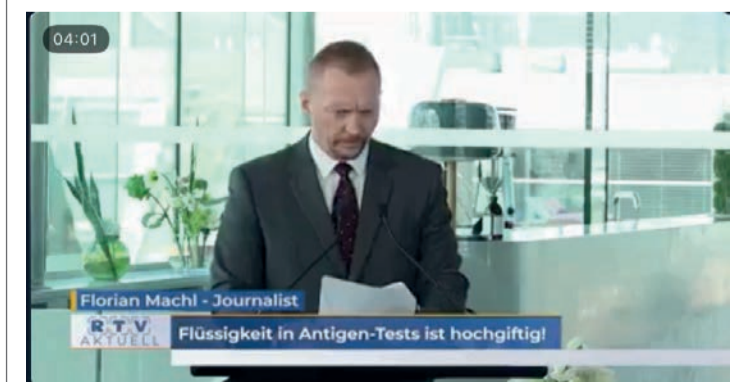 04:01
Florian Machl - Journalist
RTV
AKTUELL
Flüssigkeit in Antigen-Tests ist hochgiftig!